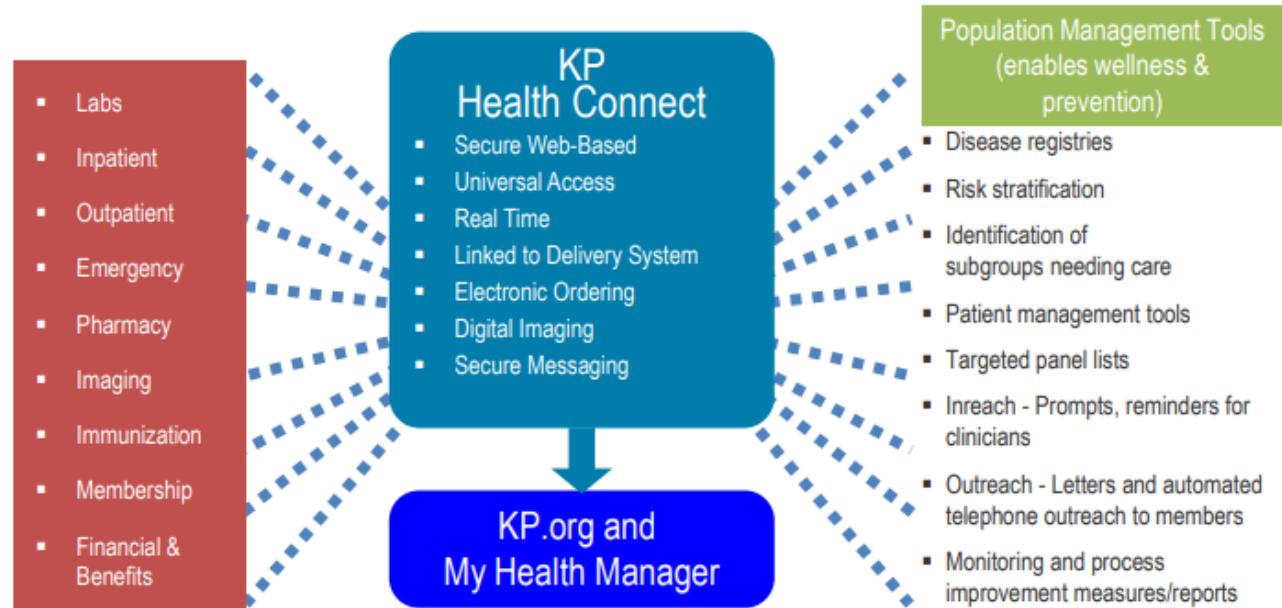 ▪ Labs
▪ Inpatient
▪ Outpatient
▪ Emergency
▪ Pharmacy
▪ Imaging
▪ Immunization
▪ Membership
▪ Financial &
Benefits
KP
Health Connect
▪ Secure Web-Based
▪ Universal Access
▪ Real Time
▪ Linked to Delivery System
▪ Electronic Ordering
▪ Digital Imaging
▪ Secure Messaging
KP.org and
My Health Manager
Population Management Tools
(enables wellness &
prevention)
▪ Disease registries
▪ Risk stratification
▪ Identification of
subgroups needing care
▪ Patient management tools
▪ Targeted panel lists
▪ Inreach - Prompts, reminders for
clinicians
▪ Outreach - Letters and automated
telephone outreach to members
▪ Monitoring and process
improvement measures/reports